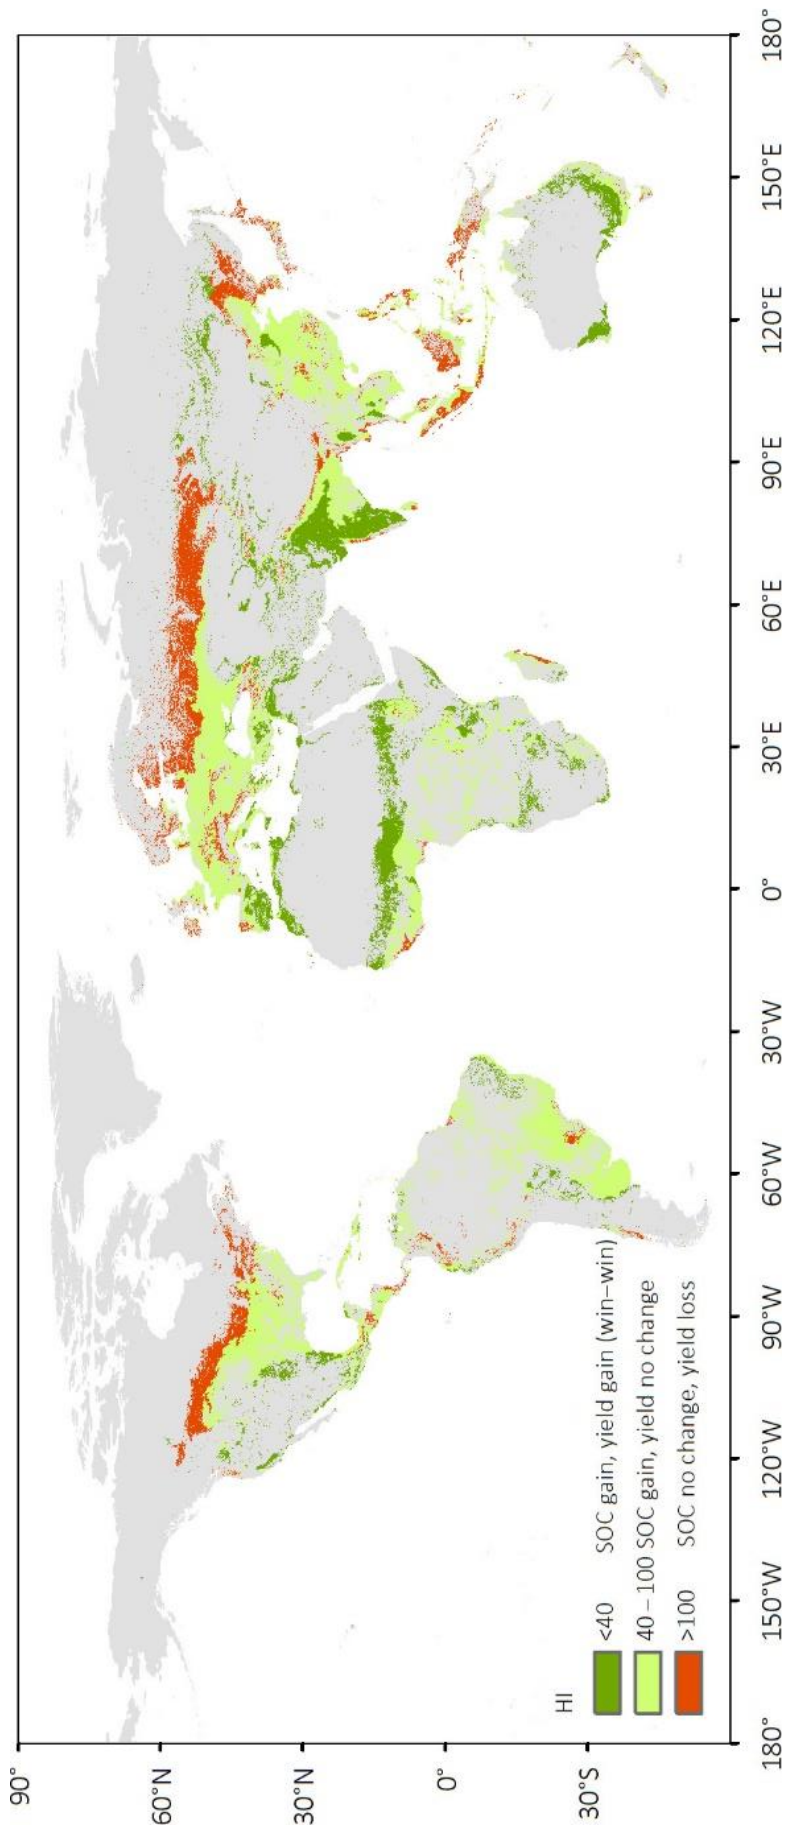 90°
60°N
30°N
0°
30°S
HI
<40 SOC gain, yield gain (win–win)
40 – 100 SOC gain, yield no change
>100 SOC no change, yield loss
180° 150°W 120°W 90°W 60°W 30°W 0° 30°E 60°E 90°E 120°E 150°E 180°